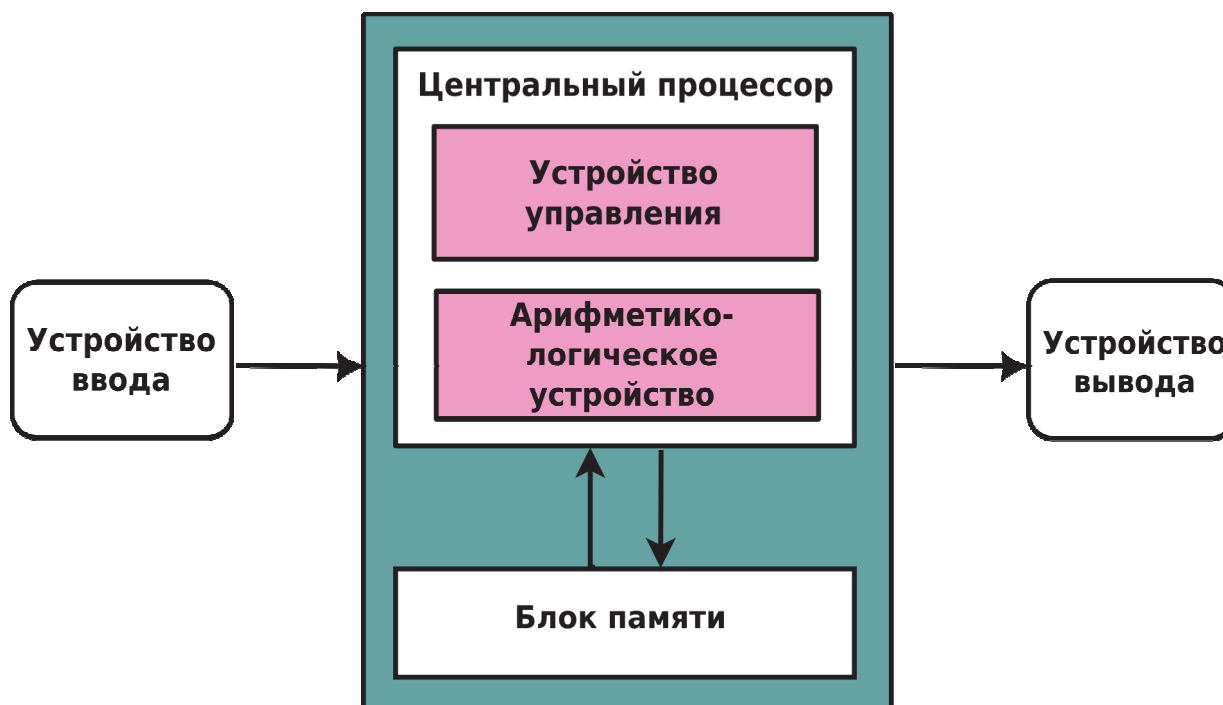 Центральный процессор
Устройство
управления
Арифметико-
логическое
устройство
Устройство
ввода
Устройство
вывода
Блок памяти